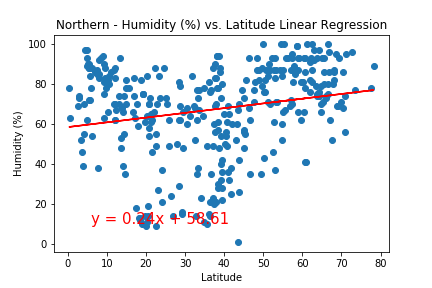 Northern - Humidity (%) vs. Latitude Linear Regression
100
80
60
40
20
0
Humidity (%)
y = 0.24x + 58.61
0 10 20 30 40 50 60 70 80
Latitude